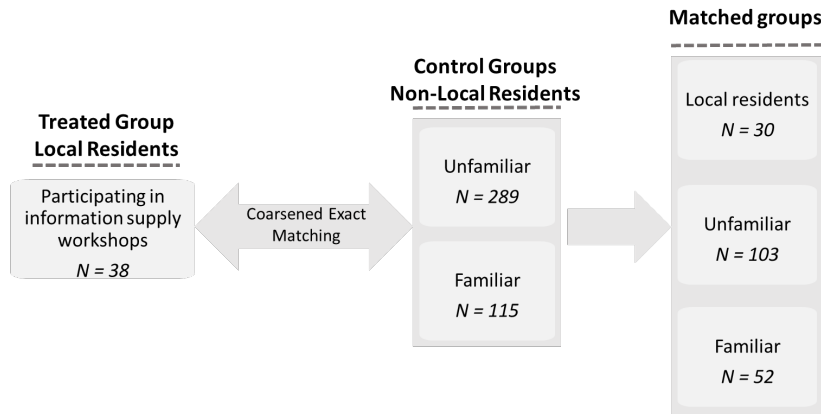 Treated Group
Local Residents
Participating in
information supply
workshops
N = 38
Coarsened Exact
Matching
Control Groups
Non-Local Residents
Unfamiliar
N = 289
Familiar
N = 115
Matched groups
Local residents
N = 30
Unfamiliar
N = 103
Familiar
N = 52